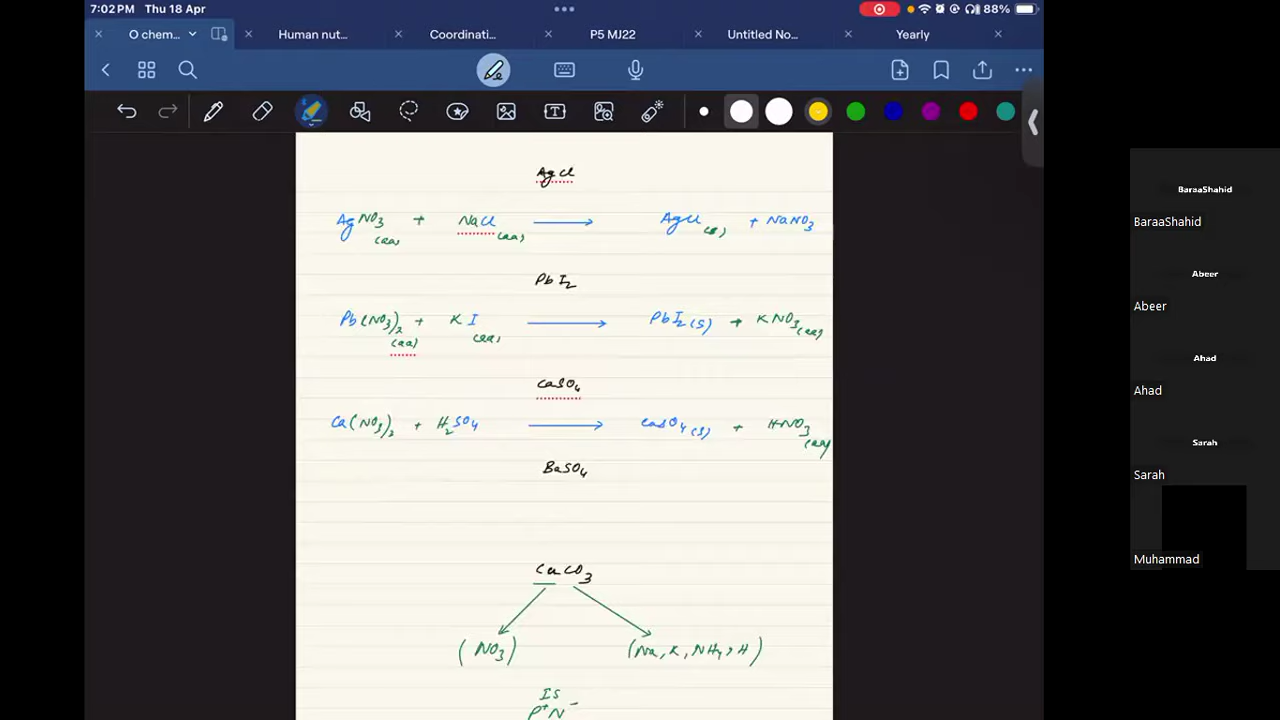 7:02 PM Thu 18 Apr 88%
O chem... Human nut... Coordinati... P5 MJ22 Untitled No... Yearly
AgCl
AgNO3 (aq) + NaCl (aq) → AgCl (s) + NaNO3
PbI2
Pb(NO3)2 (aq) + KI (aq) → PbI2 (s) + KNO3 (aq)
CaSO4
Ca(NO3)2 + H2SO4 → CaSO4 (s) + HNO3 (aq)
BaSO4
CaCO3
(NO3) (Na, K, NH4, H)
IS
P+ N-
BaraaShahid
BaraaShahid
Abeer
Abeer
Ahad
Ahad
Sarah
Sarah
Muhammad